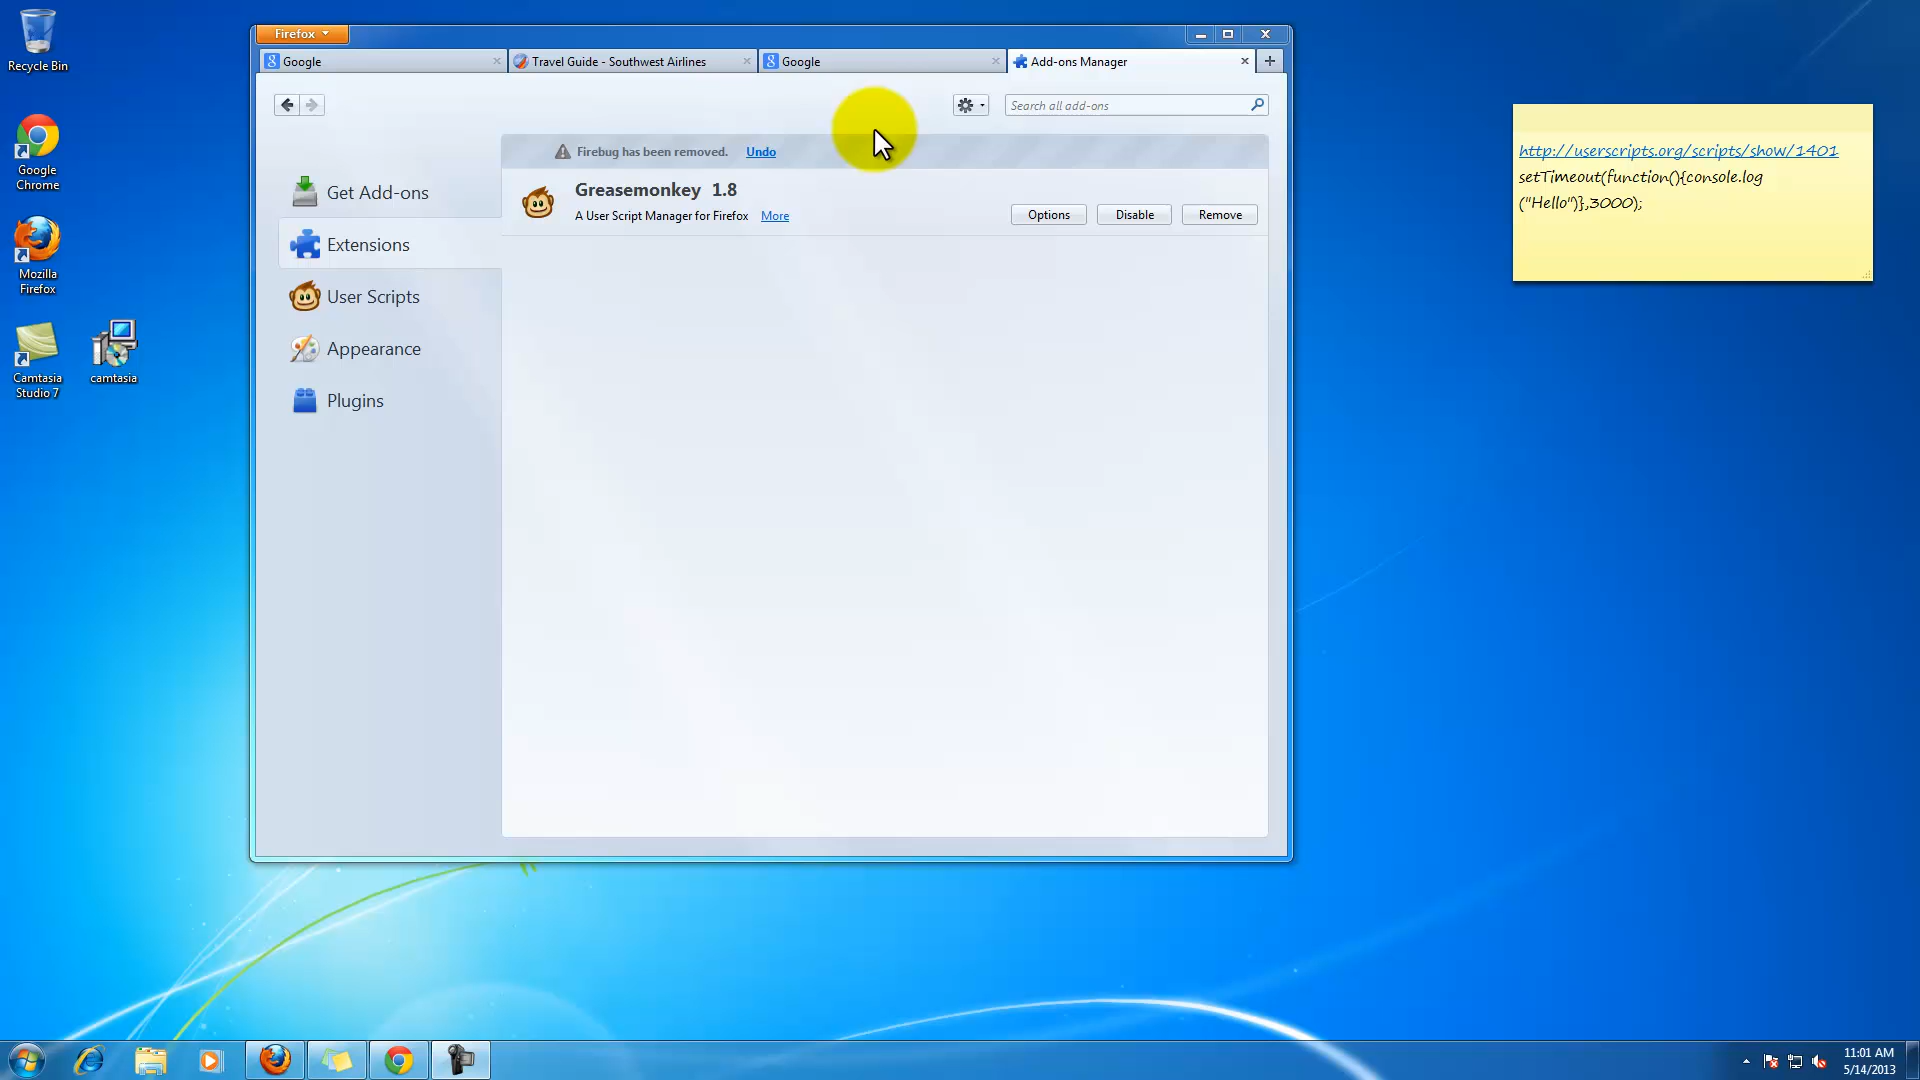 Recycle Bin
Google
Chrome
Mozilla
Firefox
Camtasia
Studio 7
camtasia
Firefox
Google
Travel Guide - Southwest Airlines
Google
Add-ons Manager
Search all add-ons
Firebug has been removed. Undo
Get Add-ons
Extensions
User Scripts
Appearance
Plugins
Greasemonkey 1.8
A User Script Manager for Firefox More
Options
Disable
Remove
http://userscripts.org/scripts/show/1401
setTimeout(function(){console.log
("Hello")},3000);
11:01 AM
5/14/2013